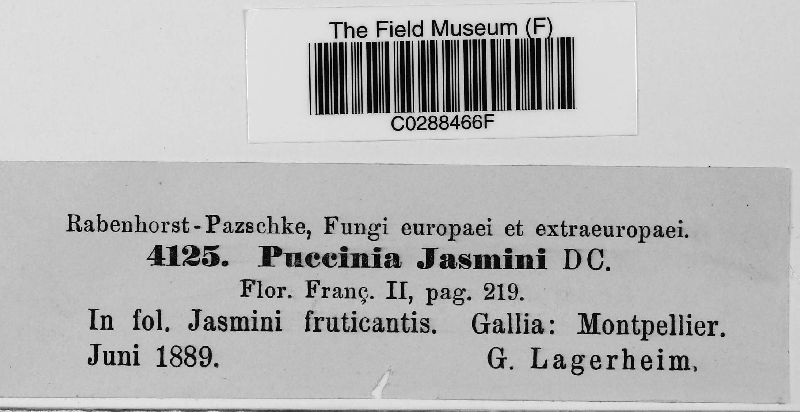 The Field Museum (F)
C0288466F
Rabenhorst-Pazschke, Fungi europaei et extraeuropaei.
4125. Puccinia Jasmini DC.
Flor. Franç. II, pag. 219.
In fol. Jasmini fruticantis. Gallia: Montpellier.
Juni 1889. G. Lagerheim.